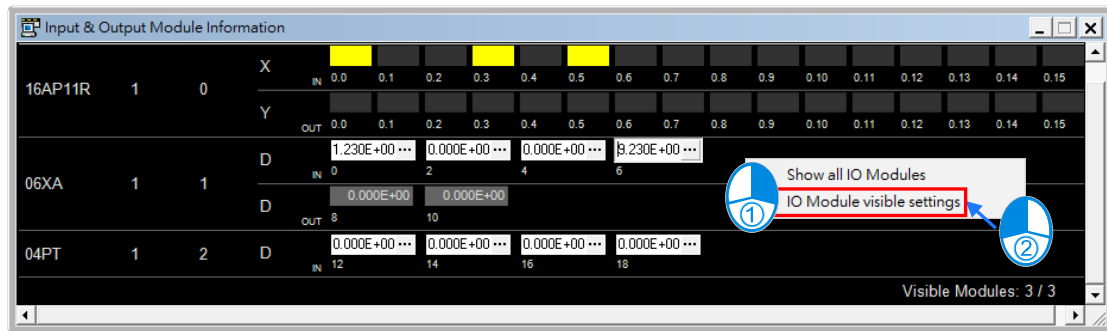 Input & Output Module Information
X
IN 0.0 0.1 0.2 0.3 0.4 0.5 0.6 0.7 0.8 0.9 0.10 0.11 0.12 0.13 0.14 0.15
16AP11R 1 0
Y
OUT 0.0 0.1 0.2 0.3 0.4 0.5 0.6 0.7 0.8 0.9 0.10 0.11 0.12 0.13 0.14 0.15
D 1.230E+00 ... 0.000E+00 ... 0.000E+00 ... 9.230E+00 ...
IN 0 2 4 6
Show all IO Modules
06XA 1 1
IO Module visible settings
1
D 0.000E+00 0.000E+00
OUT 8 10
2
04PT 1 2 D 0.000E+00 ... 0.000E+00 ... 0.000E+00 ... 0.000E+00 ...
IN 12 14 16 18
Visible Modules: 3 / 3